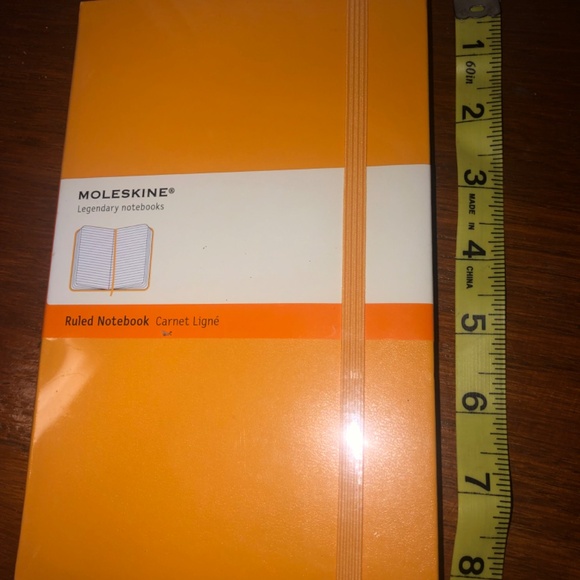 MOLESKINE®
Legendary notebooks
Ruled Notebook Carnet Ligné
1
60in
2
3
MADE IN
4
CHINA
5
6
7
8